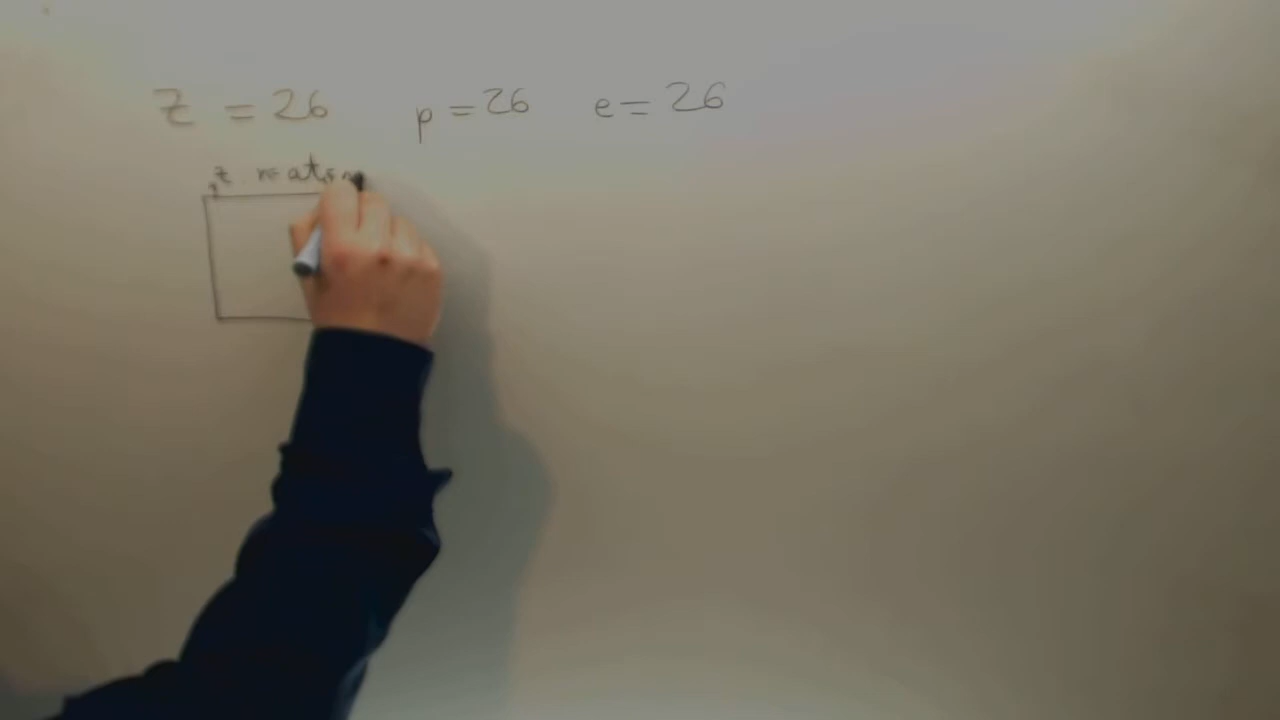 Z = 26 p = 26 e = 26
z